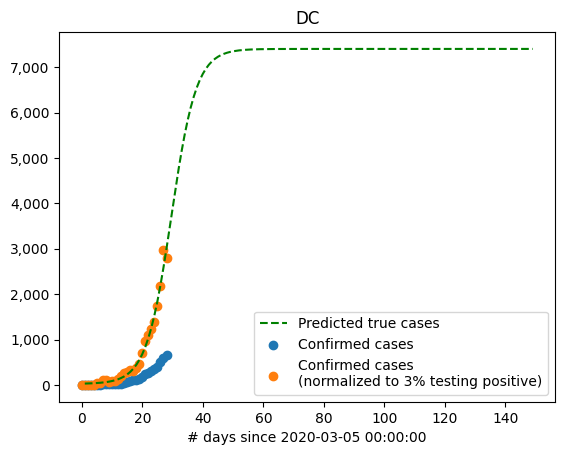 DC
7,000
6,000
5,000
4,000
3,000
2,000
1,000
0
Predicted true cases
Confirmed cases
Confirmed cases
(normalized to 3% testing positive)
0 20 40 60 80 100 120 140
# days since 2020-03-05 00:00:00